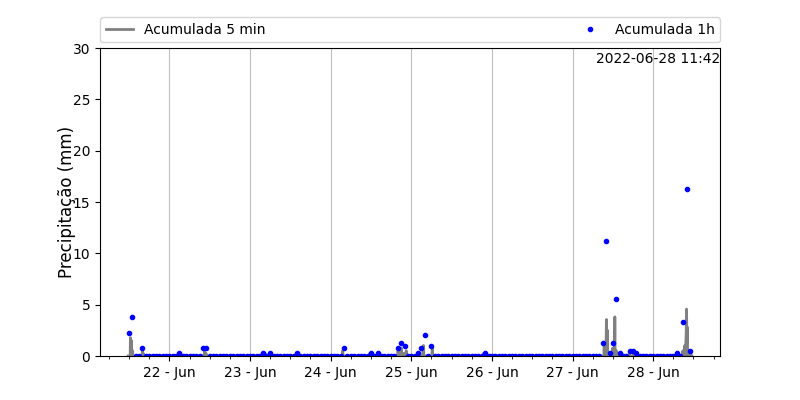 Acumulada 5 min
Acumulada 1h
2022-06-28 11:42
Precipitação (mm)
30
25
20
15
10
5
0
22 - Jun
23 - Jun
24 - Jun
25 - Jun
26 - Jun
27 - Jun
28 - Jun